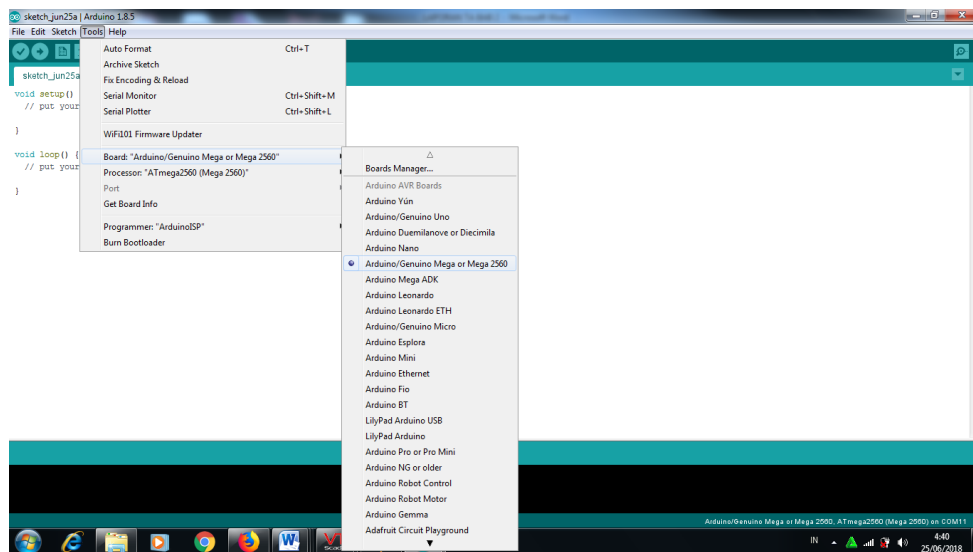 sketch_jun25a | Arduino 1.8.5
File Edit Sketch Tools Help
sketch_jun25a
void setup()
// put your
}
void loop() {
// put your
}
Auto Format Ctrl+T
Archive Sketch
Fix Encoding & Reload
Serial Monitor Ctrl+Shift+M
Serial Plotter Ctrl+Shift+L
WiFi101 Firmware Updater
Board: "Arduino/Genuino Mega or Mega 2560"
Processor: "ATmega2560 (Mega 2560)"
Port
Get Board Info
Programmer: "ArduinoISP"
Burn Bootloader
Boards Manager...
Arduino AVR Boards
Arduino Yún
Arduino/Genuino Uno
Arduino Duemilanove or Diecimila
Arduino Nano
Arduino/Genuino Mega or Mega 2560
Arduino Mega ADK
Arduino Leonardo
Arduino Leonardo ETH
Arduino/Genuino Micro
Arduino Esplora
Arduino Mini
Arduino Ethernet
Arduino Fio
Arduino BT
LilyPad Arduino USB
LilyPad Arduino
Arduino Pro or Pro Mini
Arduino NG or older
Arduino Robot Control
Arduino Robot Motor
Arduino Gemma
Adafruit Circuit Playground
Arduino/Genuino Mega or Mega 2560, ATmega2560 (Mega 2560) on COM11
IN
4:40
25/06/2018